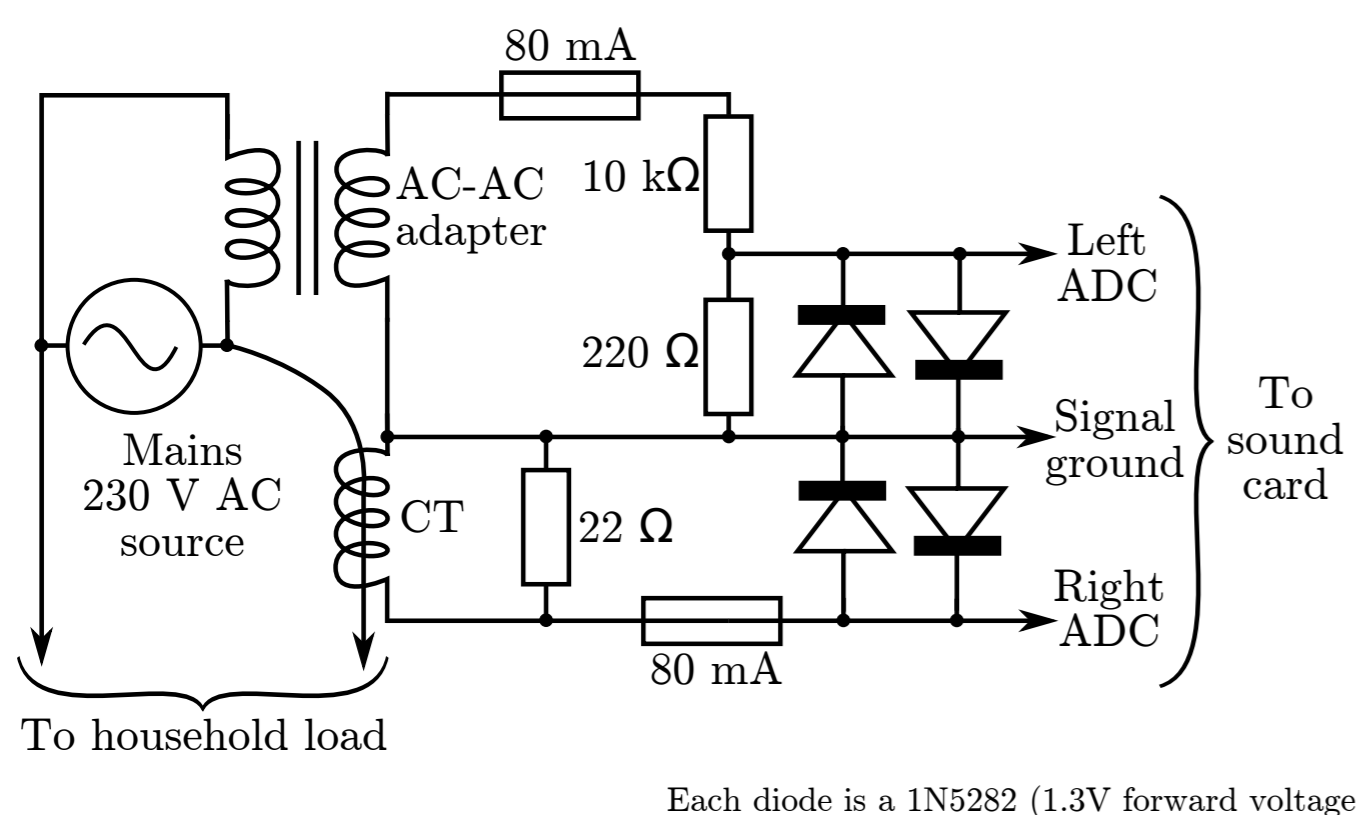 80 mA
AC-AC
adapter
10 kΩ
Left
ADC
220 Ω
Mains
230 V AC
source
CT
22 Ω
Signal
ground
To
sound
card
80 mA
Right
ADC
To household load
Each diode is a 1N5282 (1.3V forward voltage